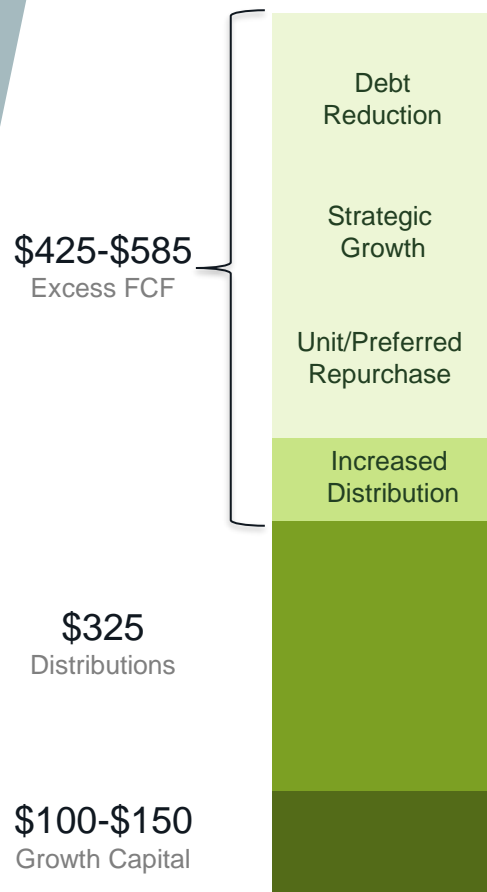 Debt
Reduction
Strategic
Growth
$425-$585
Excess FCF
Unit/Preferred
Repurchase
Increased
Distribution
$325
Distributions
$100-$150
Growth Capital